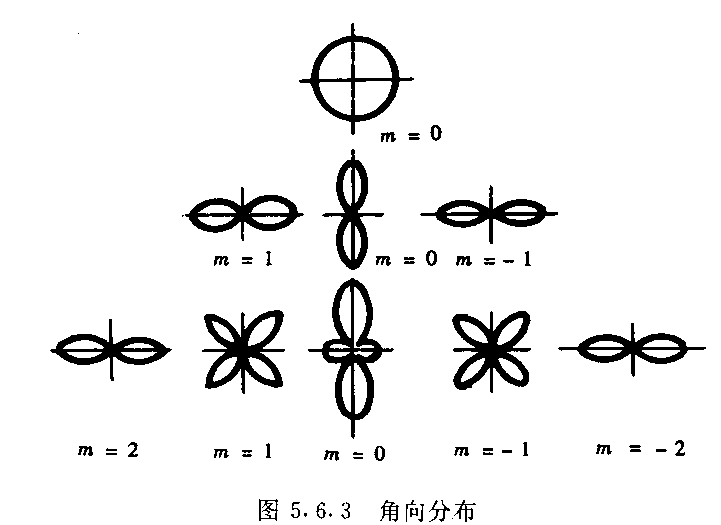 m = 0
m = 1 m = 0 m = - 1
m = 2 m = 1 m = 0 m = - 1 m = - 2
图 5.6.3 角向分布